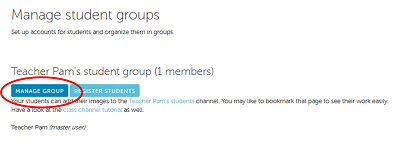 Manage student groups
Set up accounts for students and organize them in groups.
Teacher Pam's student group (1 members)
MANAGE GROUP REGISTER STUDENTS
Your students can add their images to the Teacher Pam's students channel. You may like to bookmark that page to see their work easily.
Have a look at the class channel tutorial as well.
Teacher Pam (master user)